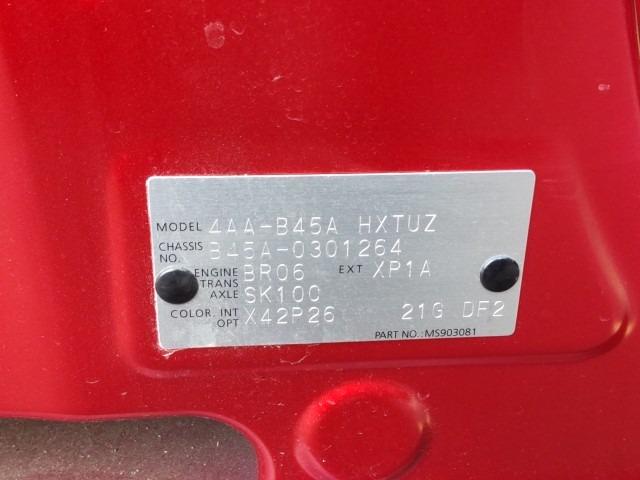 MODEL 4AA-B45A HXTUZ
CHASSIS NO. B45A-0301264
ENGINE BR06 EXT XP1A
TRANS AXLE SK100
COLOR. INT OPT X42P26 21G DF2
PART NO.:MS903081